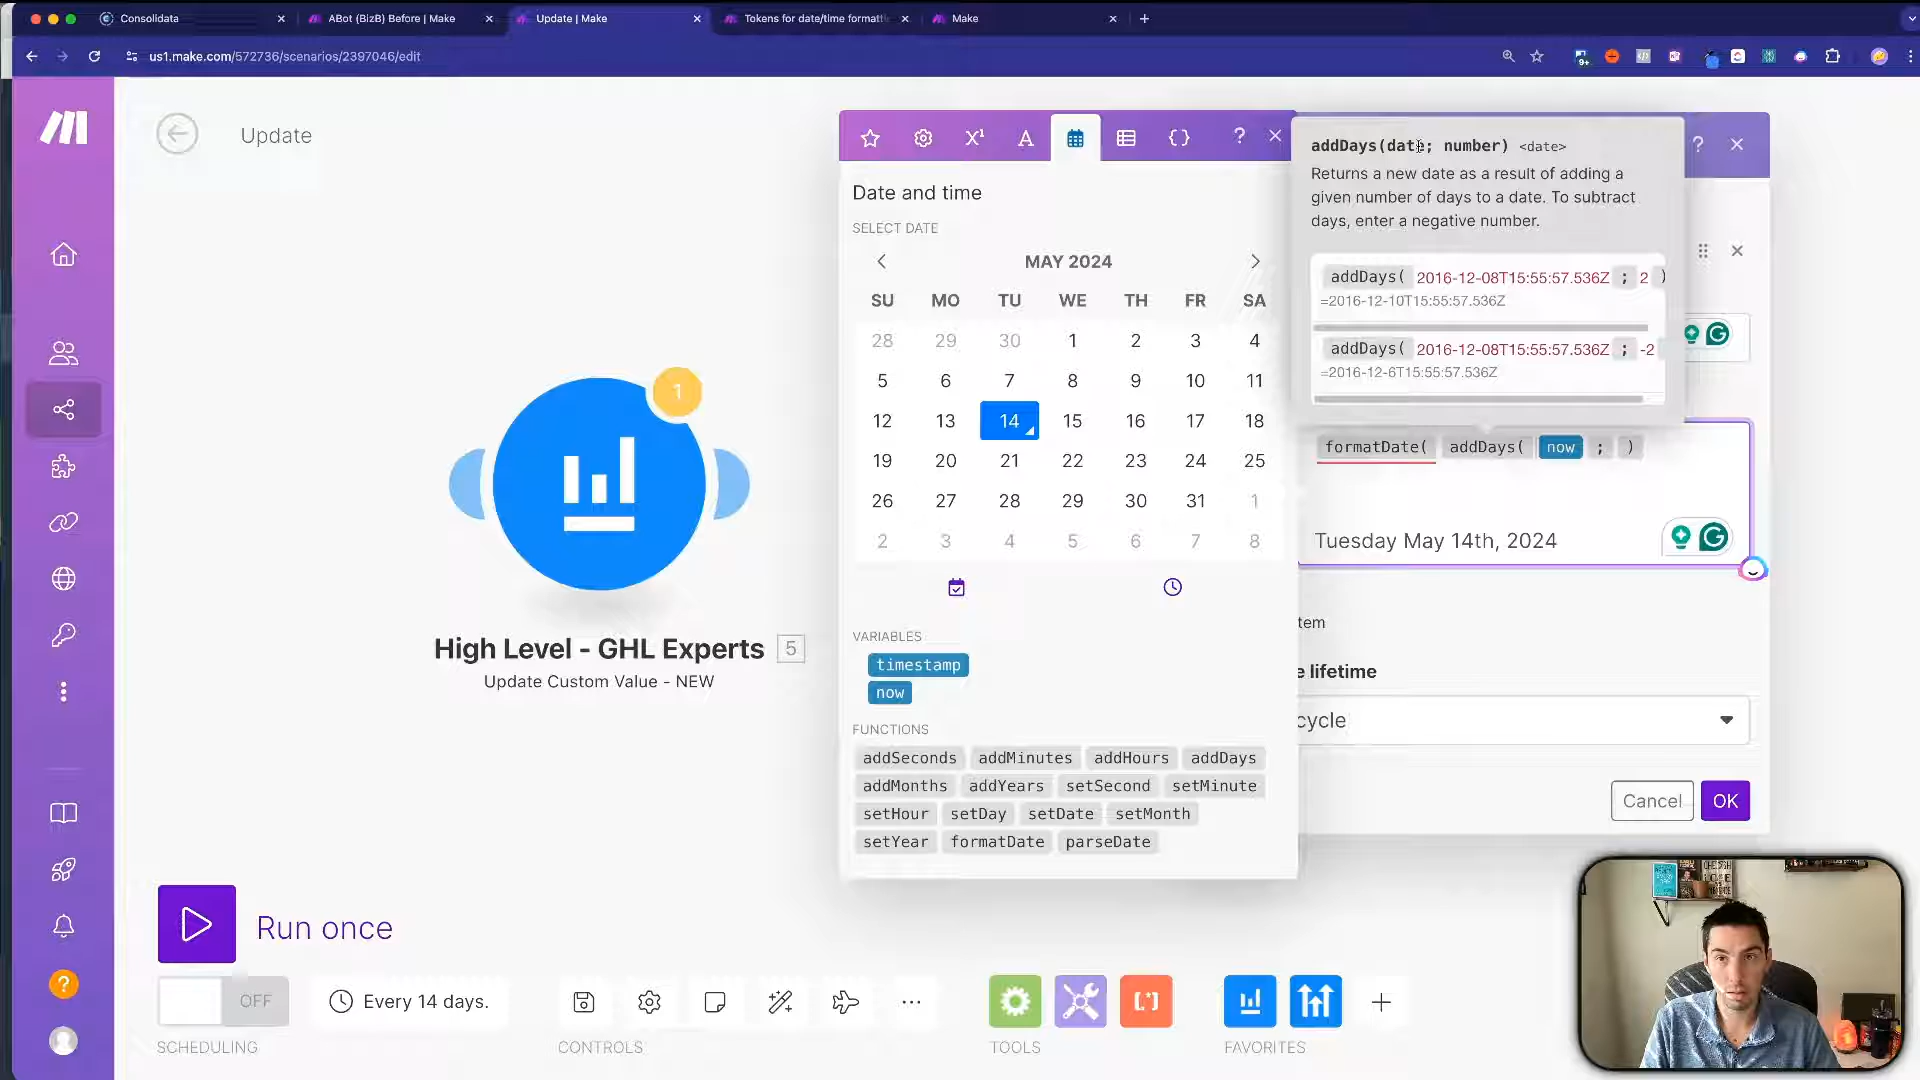 Consolidata
ABot (BizB) Before | Make
Update | Make
Tokens for date/time formatti
Make
us1.make.com/572736/scenarios/2397046/edit
9+
Update
Date and time
SELECT DATE
MAY 2024
SU MO TU WE TH FR SA
28 29 30 1 2 3 4
5 6 7 8 9 10 11
12 13 14 15 16 17 18
19 20 21 22 23 24 25
26 27 28 29 30 31 1
2 3 4 5 6 7 8
VARIABLES
timestamp
now
FUNCTIONS
addSeconds addMinutes addHours addDays
addMonths addYears setSecond setMinute
setHour setDay setDate setMonth
setYear formatDate parseDate
addDays(date; number) <date>
Returns a new date as a result of adding a
given number of days to a date. To subtract
days, enter a negative number.
addDays( 2016-12-08T15:55:57.536Z ; 2 )
=2016-12-10T15:55:57.536Z
addDays( 2016-12-08T15:55:57.536Z ; -2
=2016-12-6T15:55:57.536Z
formatDate( addDays( now ; )
Tuesday May 14th, 2024
tem
e lifetime
cycle
Cancel OK
1
High Level - GHL Experts 5
Update Custom Value - NEW
Run once
OFF
Every 14 days.
SCHEDULING
CONTROLS
TOOLS
FAVORITES